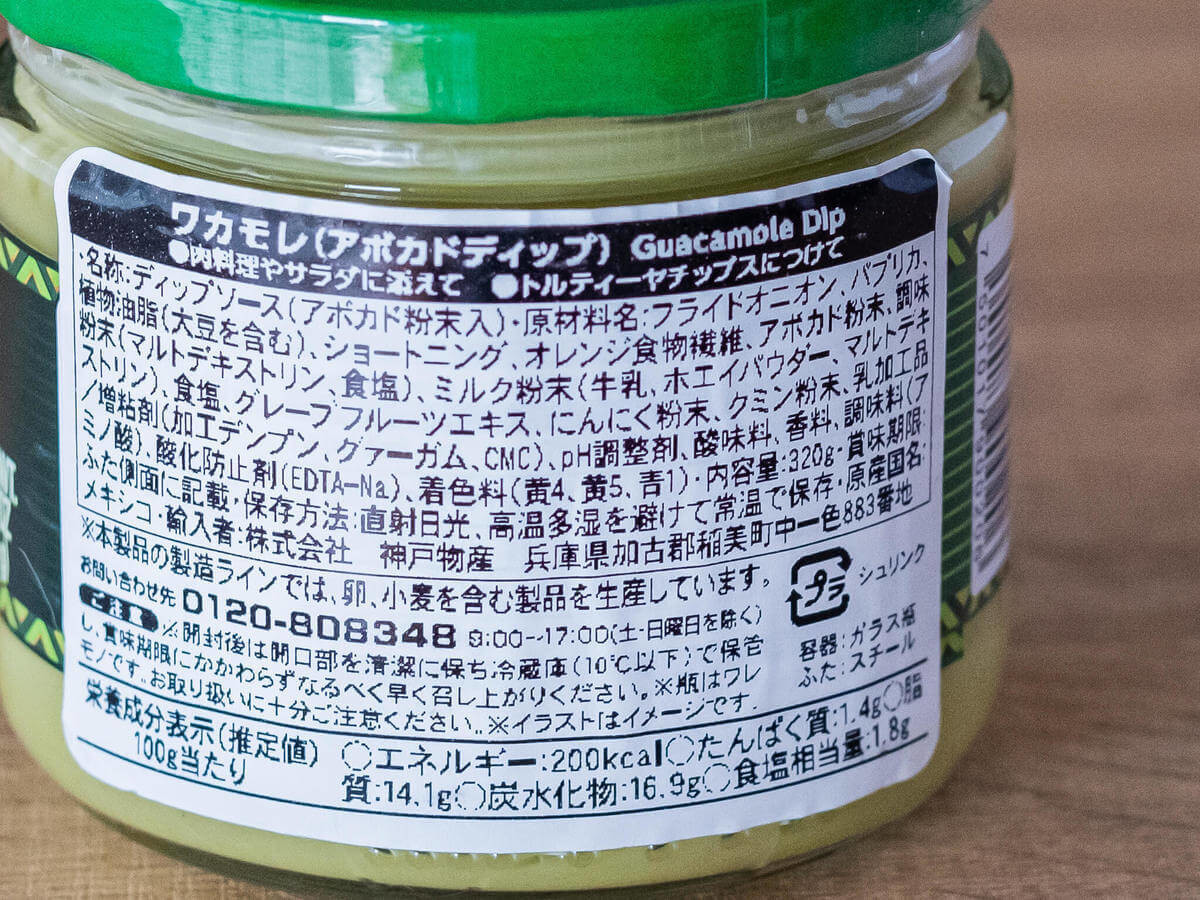 ワカモレ(アボカドディップ) Guacamole Dip
●肉料理やサラダに添えて ●トルティーヤチップスにつけて
・名称:ディップソース(アボカド粉末入)・原材料名:フライドオニオン、パプリカ、
植物油脂(大豆を含む)、ショートニング、オレンジ食物繊維、アボカド粉末、調味
粉末(マルトデキストリン、食塩)、ミルク粉末(牛乳、ホエイパウダー、マルトデキ
ストリン)、食塩、グレープフルーツエキス、にんにく粉末、クミン粉末、乳加工品
/増粘剤(加工デンプン、グァーガム、CMC)、pH調整剤、酸味料、香料、調味料(ア
ミノ酸)、酸化防止剤(EDTA-Na)、着色料(黄4、黄5、青1)・内容量:320g・賞味期限:
ふた側面に記載・保存方法:直射日光、高温多湿を避けて常温で保存・原産国名:
メキシコ・輸入者:株式会社 神戸物産 兵庫県加古郡稲美町中一色883番地
※本製品の製造ラインでは、卵、小麦を含む製品を生産しています。
お問い合わせ先 0120-808348 9:00~17:00(土・日曜日を除く)
ご注意 ※開封後は開口部を清潔に保ち冷蔵庫(10℃以下)で保管
し、賞味期限にかかわらずなるべく早く召し上がりください。※瓶はワレ
モノです。お取り扱いに十分ご注意ください。※イラストはイメージです。
プラ シュリンク
容器:ガラス瓶
ふた:スチール
栄養成分表示(推定値) 〇エネルギー:200kcal〇たんぱく質:1.4g〇脂
100g当たり 質:14.1g〇炭水化物:16.9g〇食塩相当量:1.8g